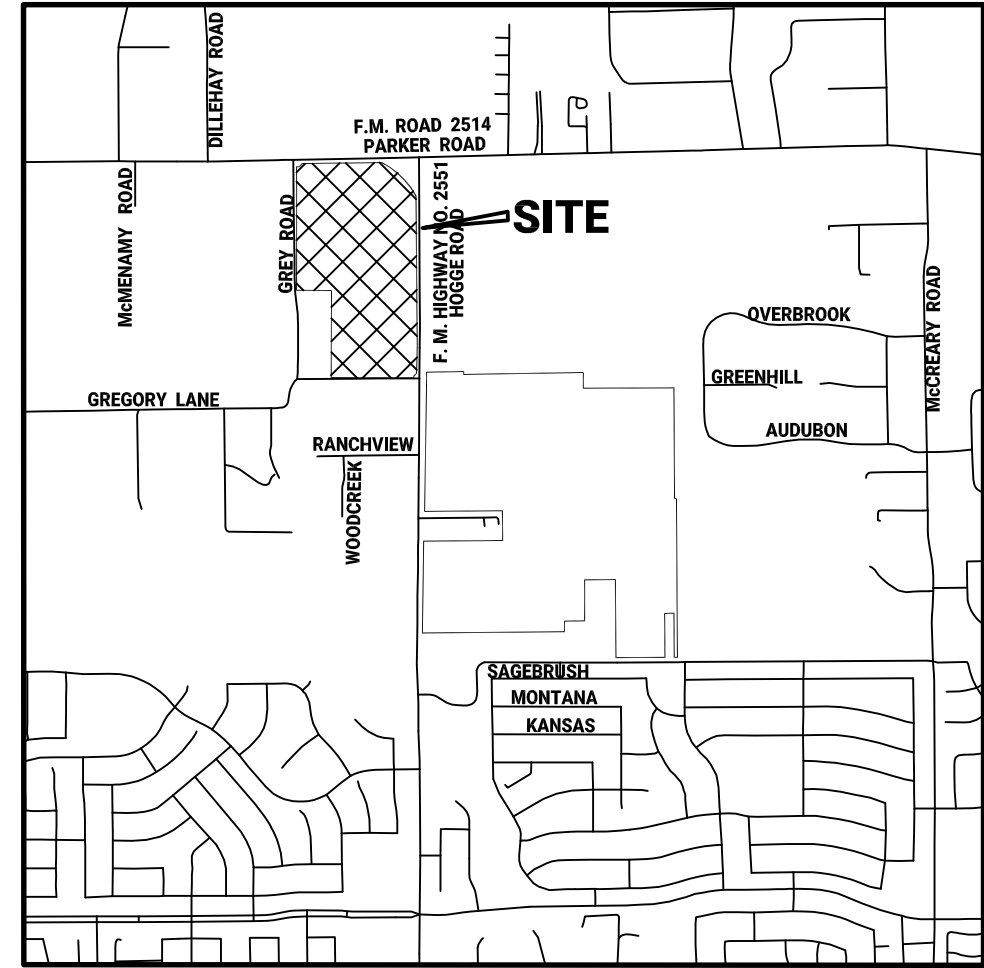 DILLEHAY ROAD
F.M. ROAD 2514
PARKER ROAD
McMENAMY ROAD
GREY ROAD
F. M. HIGHWAY NO. 2551
HOGGE ROAD
SITE
McCREARY ROAD
OVERBROOK
GREENHILL
AUDUBON
GREGORY LANE
RANCHVIEW
WOODCREEK
SAGEBRUSH
MONTANA
KANSAS